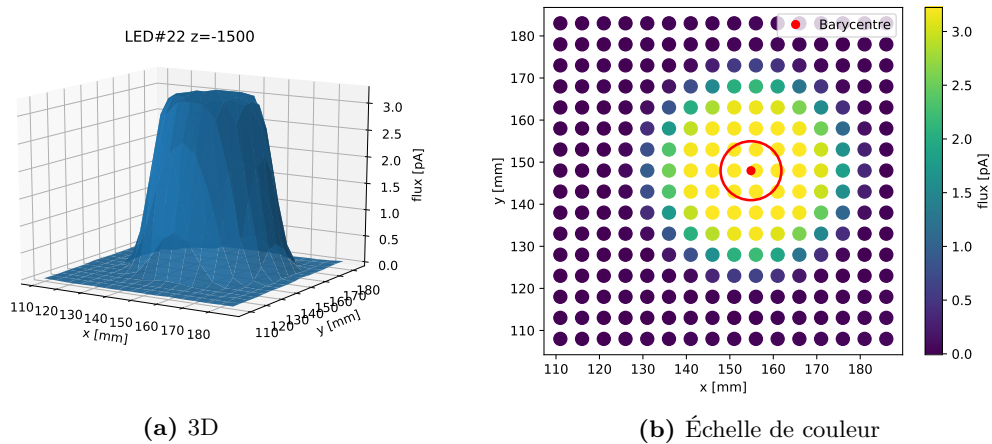 LED#22 z=-1500
3.0
2.5
2.0
1.5
1.0
0.5
0.0
flux [pA]
110 120 130 140 150 160 170 180
x [mm]
110 120 130 140 150 160 170 180
y [mm]
(a) 3D
Barycentre
180
170
160
150
140
130
120
110
y [mm]
110 120 130 140 150 160 170 180
x [mm]
3.0
2.5
2.0
1.5
1.0
0.5
0.0
flux [pA]
(b) Échelle de couleur